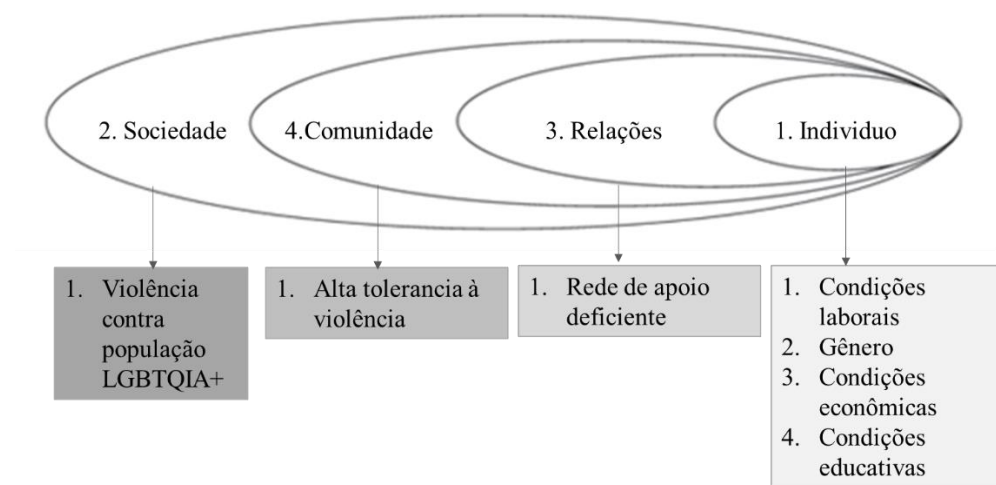 2. Sociedade
4.Comunidade
3. Relações
1. Individuo
1. Violência
contra
população
LGBTQIA+
1. Alta tolerancia à
violência
1. Rede de apoio
deficiente
1. Condições
laborais
2. Gênero
3. Condições
econômicas
4. Condições
educativas